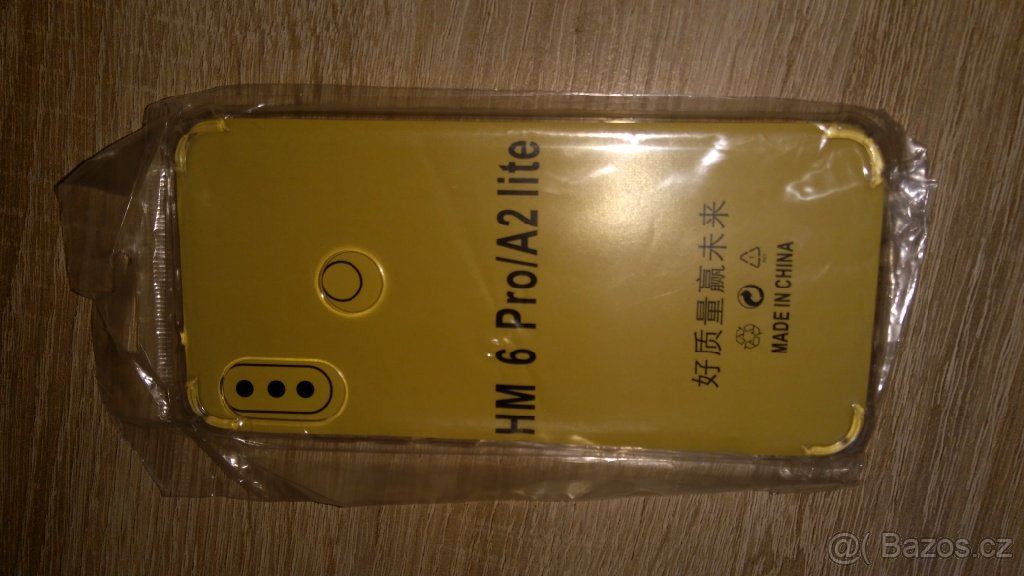 HM 6 Pro/A2 lite
好质量赢未来
MADE IN CHINA
@( Bazos.cz